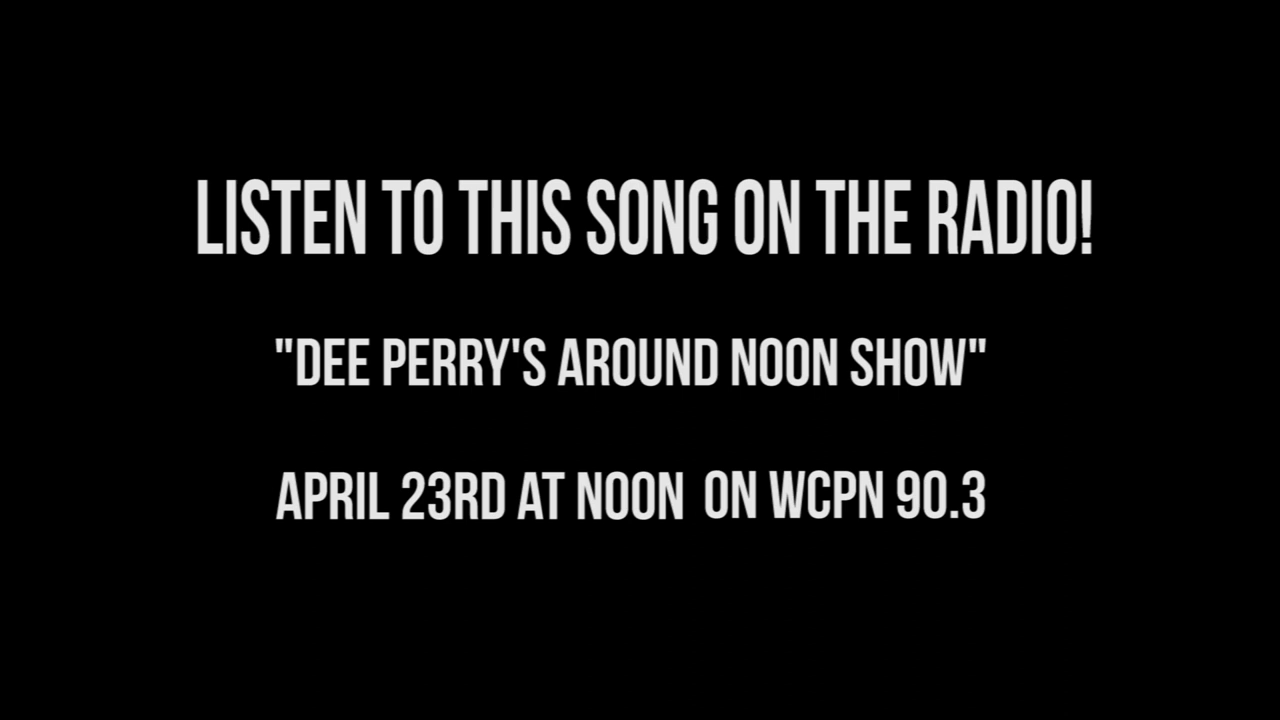 LISTEN TO THIS SONG ON THE RADIO!
"DEE PERRY'S AROUND NOON SHOW"
APRIL 23RD AT NOON ON WCPN 90.3